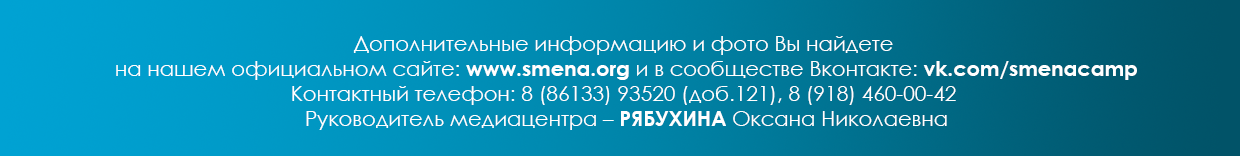 Дополнительные информацию и фото Вы найдете
на нашем официальном сайте: www.smena.org и в сообществе Вконтакте: vk.com/smenacamp
Контактный телефон: 8 (86133) 93520 (доб.121), 8 (918) 460-00-42
Руководитель медиацентра – РЯБУХИНА Оксана Николаевна